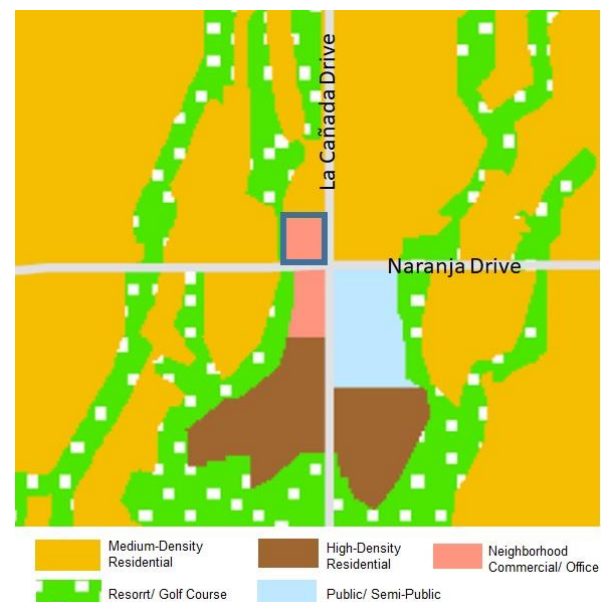 La Cañada Drive
Naranja Drive
Medium-Density
Residential
High-Density
Residential
Neighborhood
Commercial/ Office
Resorrt/ Golf Course
Public/ Semi-Public